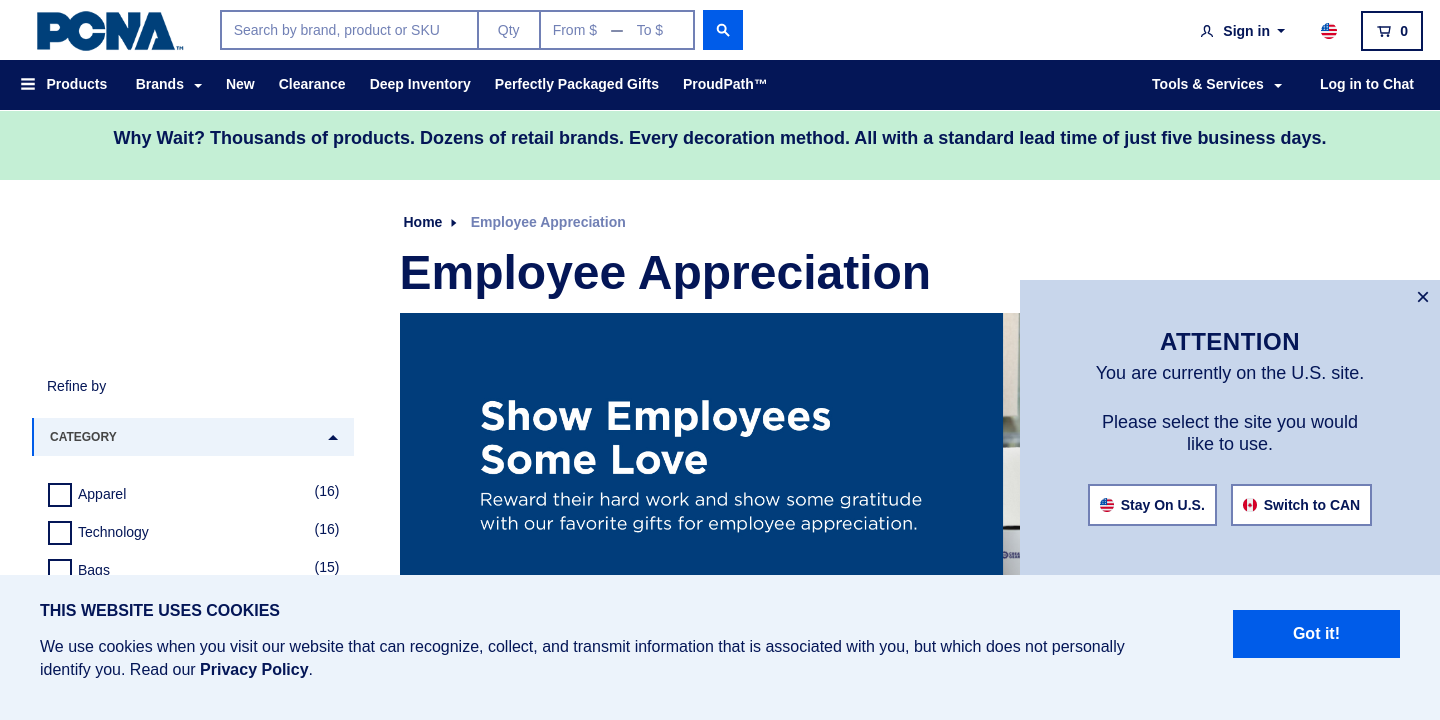 PCNA™
Search by brand, product or SKU
Qty
From $ — To $
Sign in
0
Products
Brands
New
Clearance
Deep Inventory
Perfectly Packaged Gifts
ProudPath™
Tools & Services
Log in to Chat
Why Wait? Thousands of products. Dozens of retail brands. Every decoration method. All with a standard lead time of just five business days.
Home
Employee Appreciation
Employee Appreciation
Refine by
CATEGORY
Apparel (16)
Technology (16)
Bags (15)
Show Employees
Some Love
Reward their hard work and show some gratitude
with our favorite gifts for employee appreciation.
×
ATTENTION
You are currently on the U.S. site.
Please select the site you would
like to use.
Stay On U.S.
Switch to CAN
THIS WEBSITE USES COOKIES
We use cookies when you visit our website that can recognize, collect, and transmit information that is associated with you, but which does not personally
identify you. Read our Privacy Policy.
Got it!